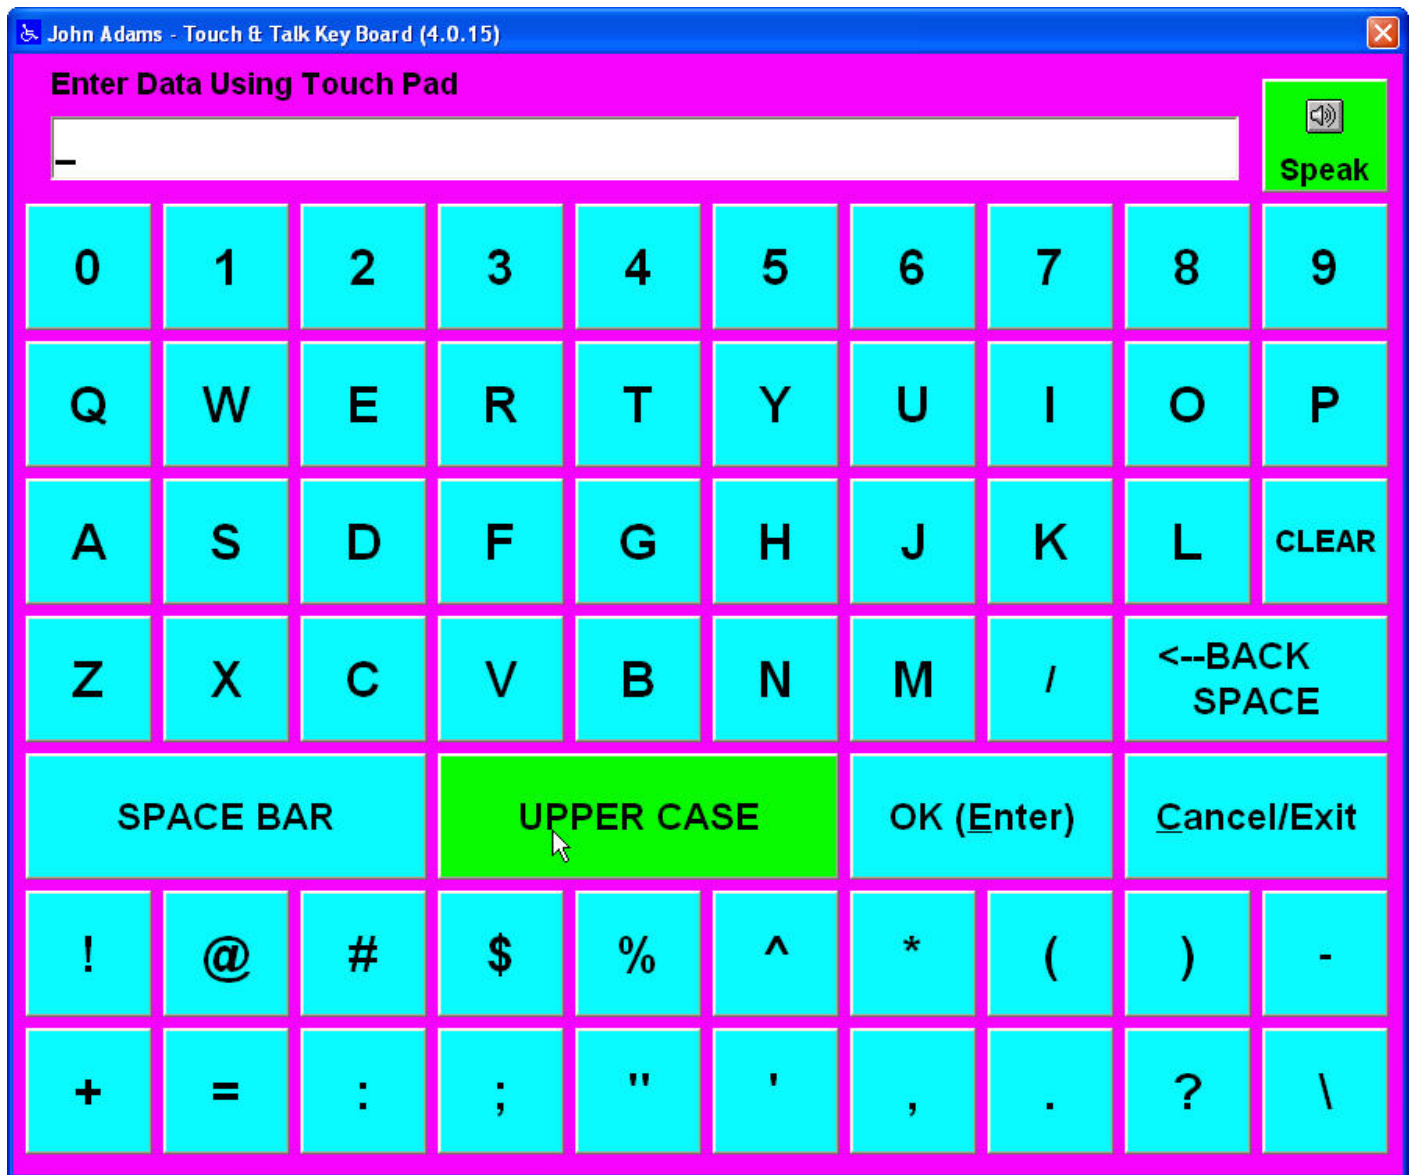 John Adams - Touch & Talk Key Board (4.0.15)
Enter Data Using Touch Pad
_
Speak
0 1 2 3 4 5 6 7 8 9
Q W E R T Y U I O P
A S D F G H J K L CLEAR
Z X C V B N M / <--BACK
SPACE
SPACE BAR UPPER CASE OK (Enter) Cancel/Exit
! @ # $ % ^ * ( ) -
+ = : ; " ' , . ? \